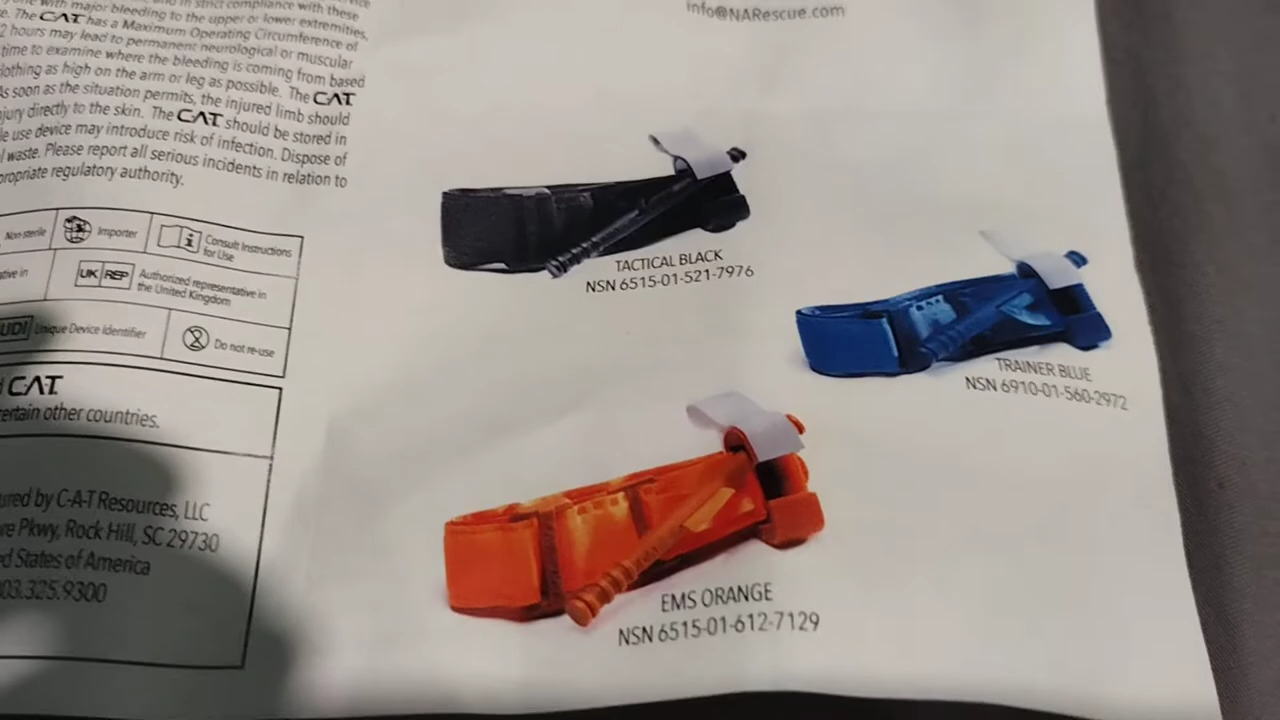 with major bleeding to the upper or lower extremities,
The CAT has a Maximum Operating Circumference of
2 hours may lead to permanent neurological or muscular
time to examine where the bleeding is coming from based
lothing as high on the arm or leg as possible. The CAT
As soon as the situation permits, the injured limb should
jury directly to the skin. The CAT should be stored in
le use device may introduce risk of infection. Dispose of
l waste. Please report all serious incidents in relation to
propriate regulatory authority.
Non-sterile
Importer
i
Consult Instructions
for Use
ative in
UK REP
Authorized representative in
the United Kingdom
UDI
Unique Device Identifier
2
Do not re-use
CAT
ertain other countries.
ured by C-A-T Resources, LLC
re Pkwy, Rock Hill, SC 29730
ed States of America
03.325.9300
info@NARescue.com
TACTICAL BLACK
NSN 6515-01-521-7976
TRAINER BLUE
NSN 6910-01-560-2972
EMS ORANGE
NSN 6515-01-612-7129